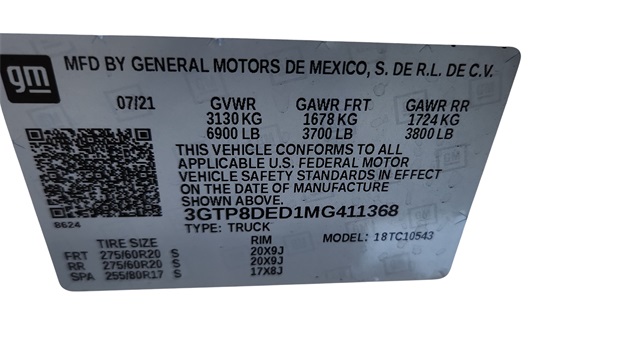 gm MFD BY GENERAL MOTORS DE MEXICO, S. DE R.L. DE C.V.
07/21 GVWR GAWR FRT GAWR RR
3130 KG 1678 KG 1724 KG
6900 LB 3700 LB 3800 LB
THIS VEHICLE CONFORMS TO ALL
APPLICABLE U.S. FEDERAL MOTOR
VEHICLE SAFETY STANDARDS IN EFFECT
ON THE DATE OF MANUFACTURE
SHOWN ABOVE.
8624 3GTP8DED1MG411368
TYPE: TRUCK MODEL: 18TC10543
TIRE SIZE RIM
FRT 275/60R20 S 20X9J
RR 275/60R20 S 20X9J
SPA 255/80R17 S 17X8J